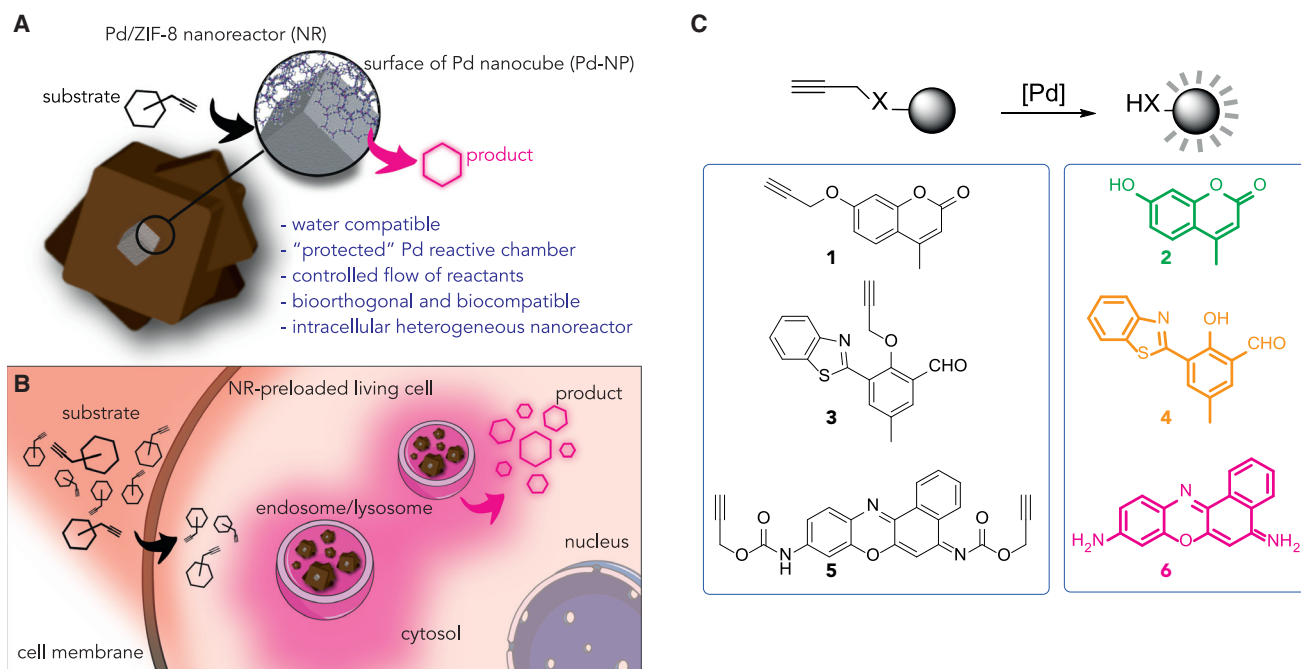 A
Pd/ZIF-8 nanoreactor (NR)
surface of Pd nanocube (Pd-NP)
substrate
product
- water compatible
- “protected” Pd reactive chamber
- controlled flow of reactants
- bioorthogonal and biocompatible
- intracellular heterogeneous nanoreactor
B
NR-preloaded living cell
substrate
product
endosome/lysosome
nucleus
cytosol
cell membrane
C
X
[Pd]
HX
O
O
O
1
HO
O
O
2
O
N
S
CHO
3
N
OH
S
CHO
4
O
O
N
H
N
O
N
O
O
5
N
H2N
O
NH2
6